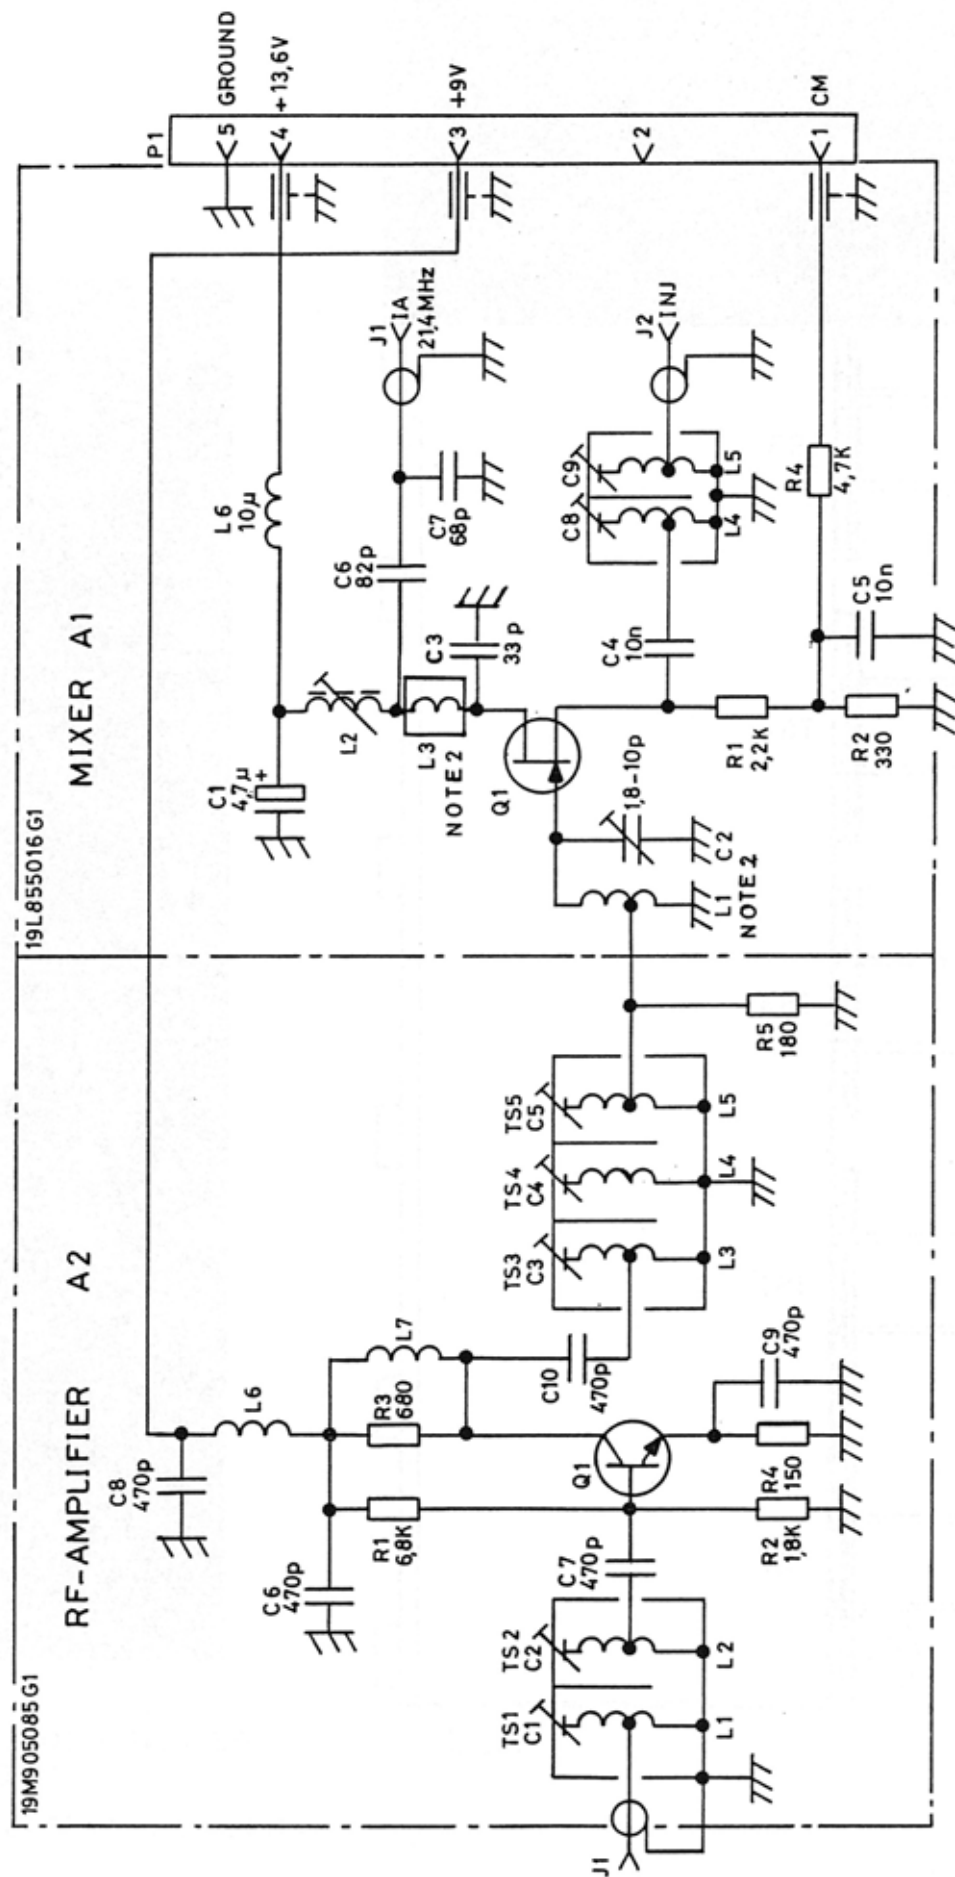 19M905085G1
RF-AMPLIFIER A2
C8
470p
L6
C6
470p
R1
6,8K
R3
680
L7
J1
TS1
C1
L1
TS2
C2
L2
C7
470p
Q1
C10
470p
R2
1,8K
R4
150
C9
470p
TS3
C3
L3
TS4
C4
L4
TS5
C5
L5
R5
180
19L855016G1
MIXER A1
C1
4,7µ
+
L6
10µ
L2
L3
NOTE 2
C3
33p
C6
82p
C7
68p
J1
IA
21,4MHz
Q1
1,8-10p
C2
L1
NOTE 2
C4
10n
C8
L4
C9
L5
J2
INJ
R1
2,2K
R2
330
C5
10n
R4
4,7K
P1
5 GROUND
4 +13,6V
3 +9V
2
1 CM